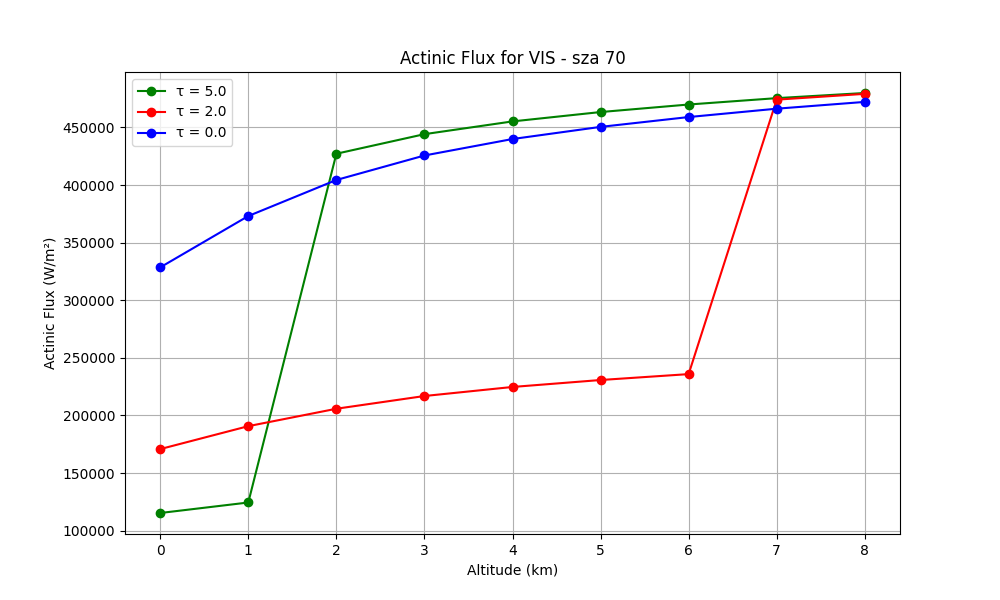 Actinic Flux for VIS - sza 70
τ = 5.0
τ = 2.0
τ = 0.0
Actinic Flux (W/m²)
450000
400000
350000
300000
250000
200000
150000
100000
0 1 2 3 4 5 6 7 8
Altitude (km)